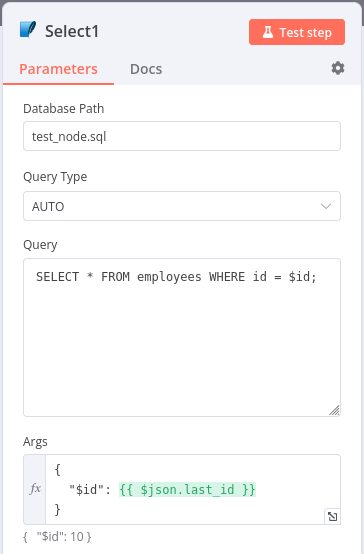 Select1
Test step
Parameters
Docs
Database Path
test_node.sql
Query Type
AUTO
Query
SELECT * FROM employees WHERE id = $id;
Args
fx
{
"$id": {{ $json.last_id }}
}
{ "$id": 10 }